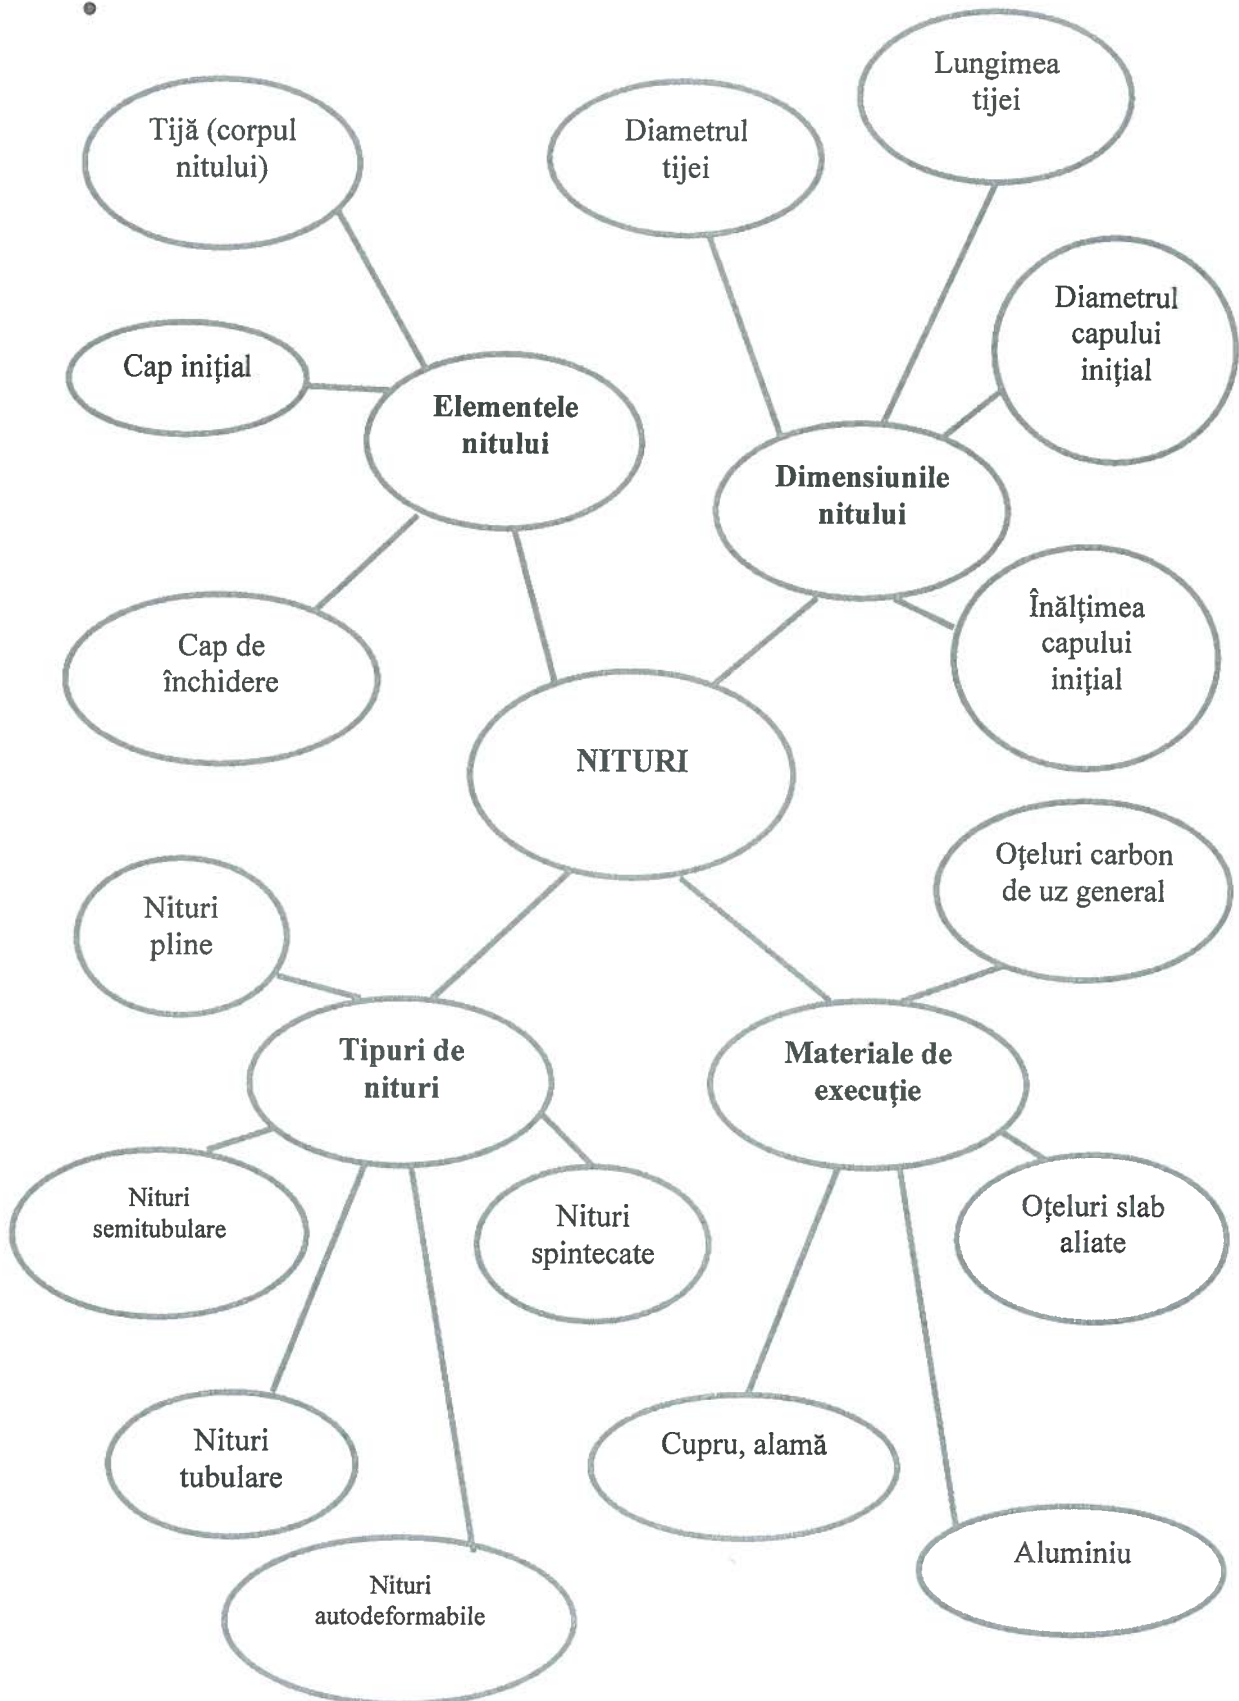 Lungimea
tijei
Tijă (corpul
nitului)
Diametrul
tijei
Diametrul
capului
inițial
Cap inițial
Elementele
nitului
Dimensiunile
nitului
Înălțimea
capului
inițial
Cap de
închidere
NITURI
Oțeluri carbon
de uz general
Nituri
pline
Tipuri de
nituri
Materiale de
execuție
Nituri
semitubulare
Nituri
spintecate
Oțeluri slab
aliate
Nituri
tubulare
Cupru, alamă
Aluminiu
Nituri
autodeformabile